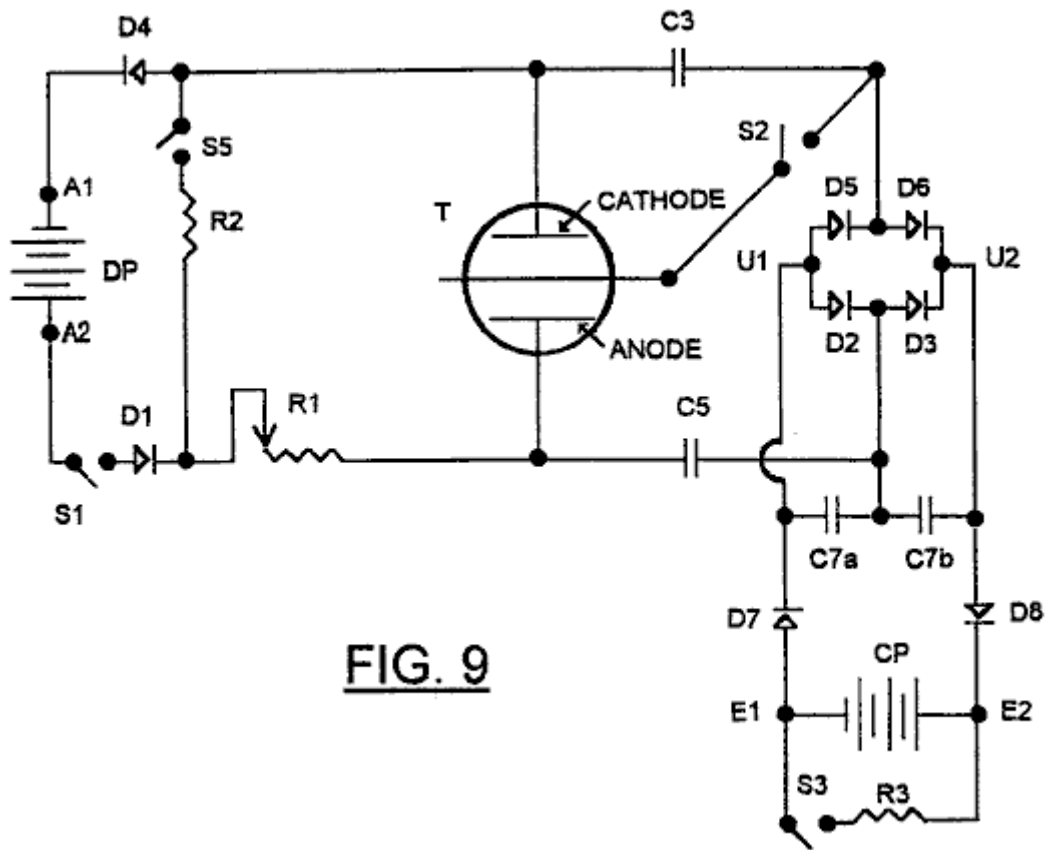 D4
C3
S2
S5
A1
CATHODE
D5
D6
T
R2
U1
U2
DP
A2
ANODE
D2
D3
D1
R1
C5
S1
C7a
C7b
D7
D8
FIG. 9
CP
E1
E2
S3
R3